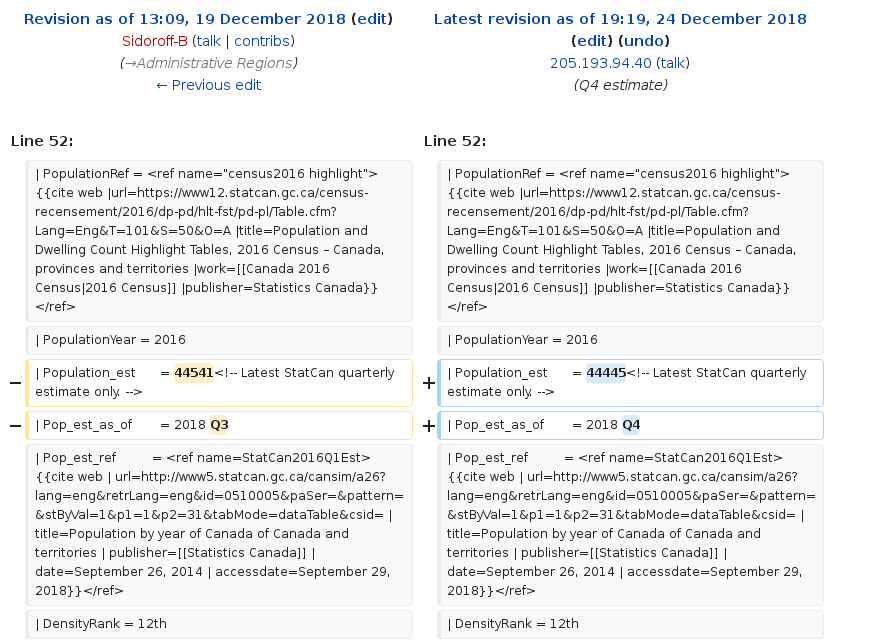 Revision as of 13:09, 19 December 2018 (edit)
Sidoroff-B (talk | contribs)
(→Administrative Regions)
← Previous edit
Latest revision as of 19:19, 24 December 2018
(edit) (undo)
205.193.94.40 (talk)
(Q4 estimate)
Line 52:
| PopulationRef = <ref name="census2016 highlight">
{{cite web |url=https://www12.statcan.gc.ca/census-
recensement/2016/dp-pd/hlt-fst/pd-pl/Table.cfm?
Lang=Eng&T=101&S=50&O=A |title=Population and
Dwelling Count Highlight Tables, 2016 Census – Canada,
provinces and territories |work=[[Canada 2016
Census|2016 Census]] |publisher=Statistics Canada}}
</ref>
| PopulationYear = 2016
− | Population_est = 44541<!-- Latest StatCan quarterly
estimate only. -->
− | Pop_est_as_of = 2018 Q3
| Pop_est_ref = <ref name=StatCan2016Q1Est>
{{cite web | url=http://www5.statcan.gc.ca/cansim/a26?
lang=eng&retrLang=eng&id=0510005&paSer=&pattern=
&stByVal=1&p1=1&p2=31&tabMode=dataTable&csid= |
title=Population by year of Canada of Canada and
territories | publisher=[[Statistics Canada]] |
date=September 26, 2014 | accessdate=September 29,
2018}}</ref>
| DensityRank = 12th
Line 52:
| PopulationRef = <ref name="census2016 highlight">
{{cite web |url=https://www12.statcan.gc.ca/census-
recensement/2016/dp-pd/hlt-fst/pd-pl/Table.cfm?
Lang=Eng&T=101&S=50&O=A |title=Population and
Dwelling Count Highlight Tables, 2016 Census – Canada,
provinces and territories |work=[[Canada 2016
Census|2016 Census]] |publisher=Statistics Canada}}
</ref>
| PopulationYear = 2016
+ | Population_est = 44445<!-- Latest StatCan quarterly
estimate only. -->
+ | Pop_est_as_of = 2018 Q4
| Pop_est_ref = <ref name=StatCan2016Q1Est>
{{cite web | url=http://www5.statcan.gc.ca/cansim/a26?
lang=eng&retrLang=eng&id=0510005&paSer=&pattern=
&stByVal=1&p1=1&p2=31&tabMode=dataTable&csid= |
title=Population by year of Canada of Canada and
territories | publisher=[[Statistics Canada]] |
date=September 26, 2014 | accessdate=September 29,
2018}}</ref>
| DensityRank = 12th